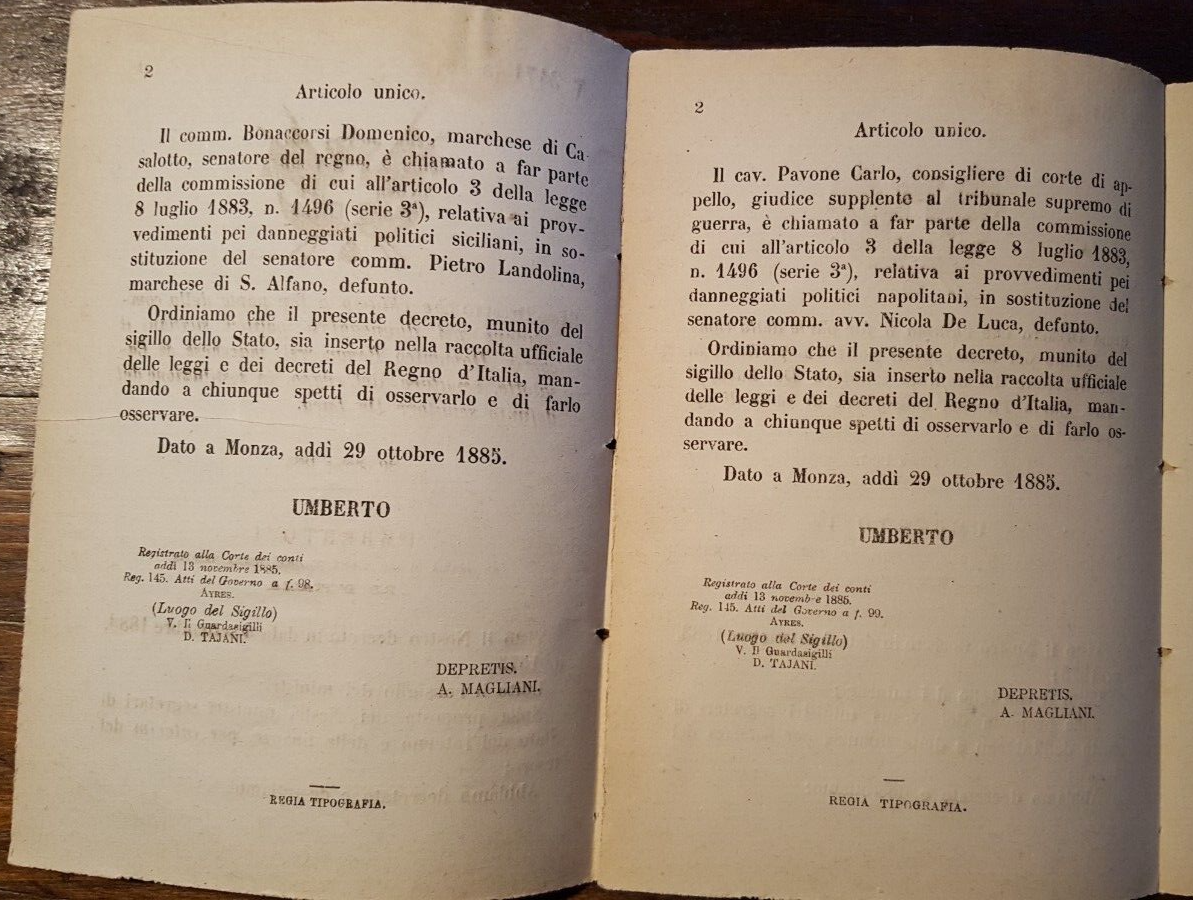 2
Articolo unico.
Il comm. Bonaccorsi Domenico, marchese di Ca-
salotto, senatore del regno, è chiamato a far parte
della commissione di cui all'articolo 3 della legge
8 luglio 1883, n. 1496 (serie 3ª), relativa ai prov-
vedimenti pei danneggiati politici siciliani, in so-
stituzione del senatore comm. Pietro Landolina,
marchese di S. Alfano, defunto.
Ordiniamo che il presente decreto, munito del
sigillo dello Stato, sia inserto nella raccolta ufficiale
delle leggi e dei decreti del Regno d'Italia, man-
dando a chiunque spetti di osservarlo e di farlo
osservare.
Dato a Monza, addì 29 ottobre 1885.
UMBERTO
Registrato alla Corte dei conti
addì 13 novembre 1885.
Reg. 145. Atti del Governo a f. 98.
AYRES.
(Luogo del Sigillo)
V. Il Guardasigilli
D. TAJANI.
DEPRETIS.
A. MAGLIANI.
REGIA TIPOGRAFIA.
2
Articolo unico.
Il cav. Pavone Carlo, consigliere di corte di ap-
pello, giudice supplente al tribunale supremo di
guerra, è chiamato a far parte della commissione
di cui all'articolo 3 della legge 8 luglio 1883,
n. 1496 (serie 3ª), relativa ai provvedimenti pei
danneggiati politici napolitani, in sostituzione del
senatore comm. avv. Nicola De Luca, defunto.
Ordiniamo che il presente decreto, munito del
sigillo dello Stato, sia inserto nella raccolta ufficiale
delle leggi e dei decreti del Regno d'Italia, man-
dando a chiunque spetti di osservarlo e di farlo os-
servare.
Dato a Monza, addì 29 ottobre 1885.
UMBERTO
Registrato alla Corte dei conti
addì 13 novembre 1885.
Reg. 145. Atti del Governo a f. 99.
AYRES.
(Luogo del Sigillo)
V. Il Guardasigilli
D. TAJANI.
DEPRETIS.
A. MAGLIANI.
REGIA TIPOGRAFIA.